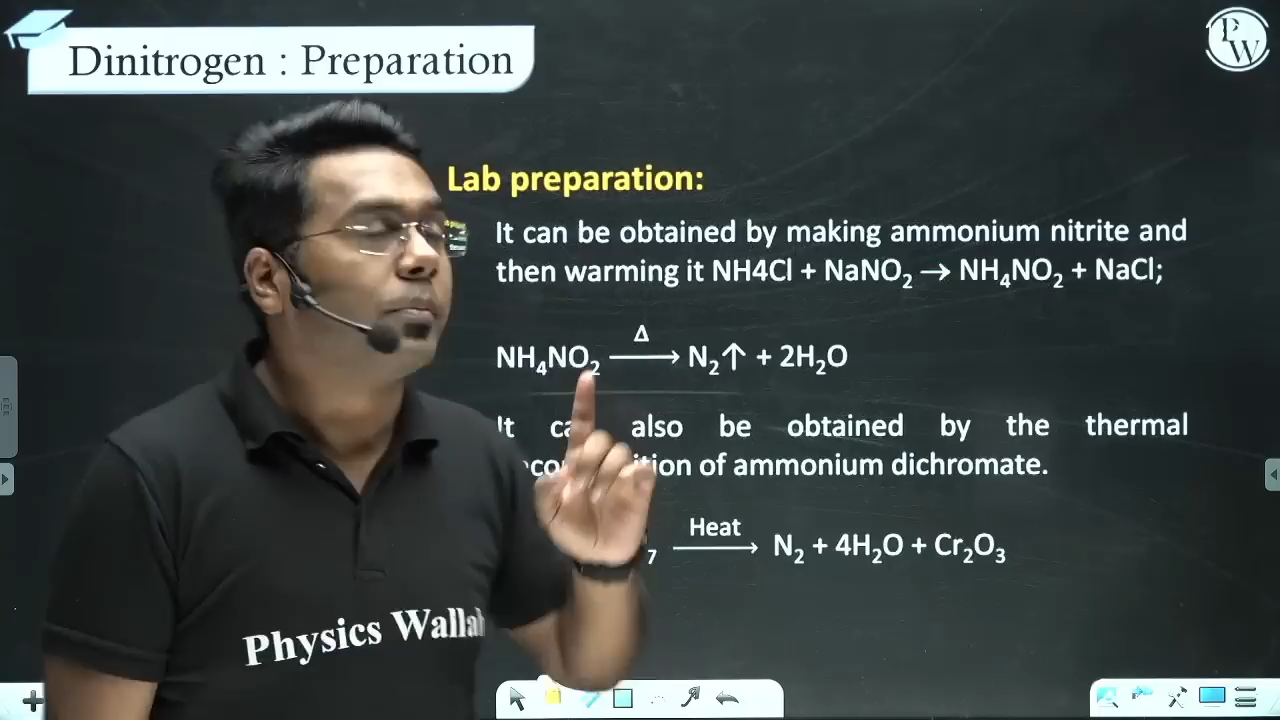 Dinitrogen : Preparation
PW
Lab preparation:
It can be obtained by making ammonium nitrite and
then warming it NH4Cl + NaNO₂ → NH₄NO₂ + NaCl;
Δ
NH₄NO₂ ⟶ N₂↑ + 2H₂O
It also be obtained by the thermal
of ammonium dichromate.
Heat
₇ ⟶ N₂ + 4H₂O + Cr₂O₃
Physics Wallah